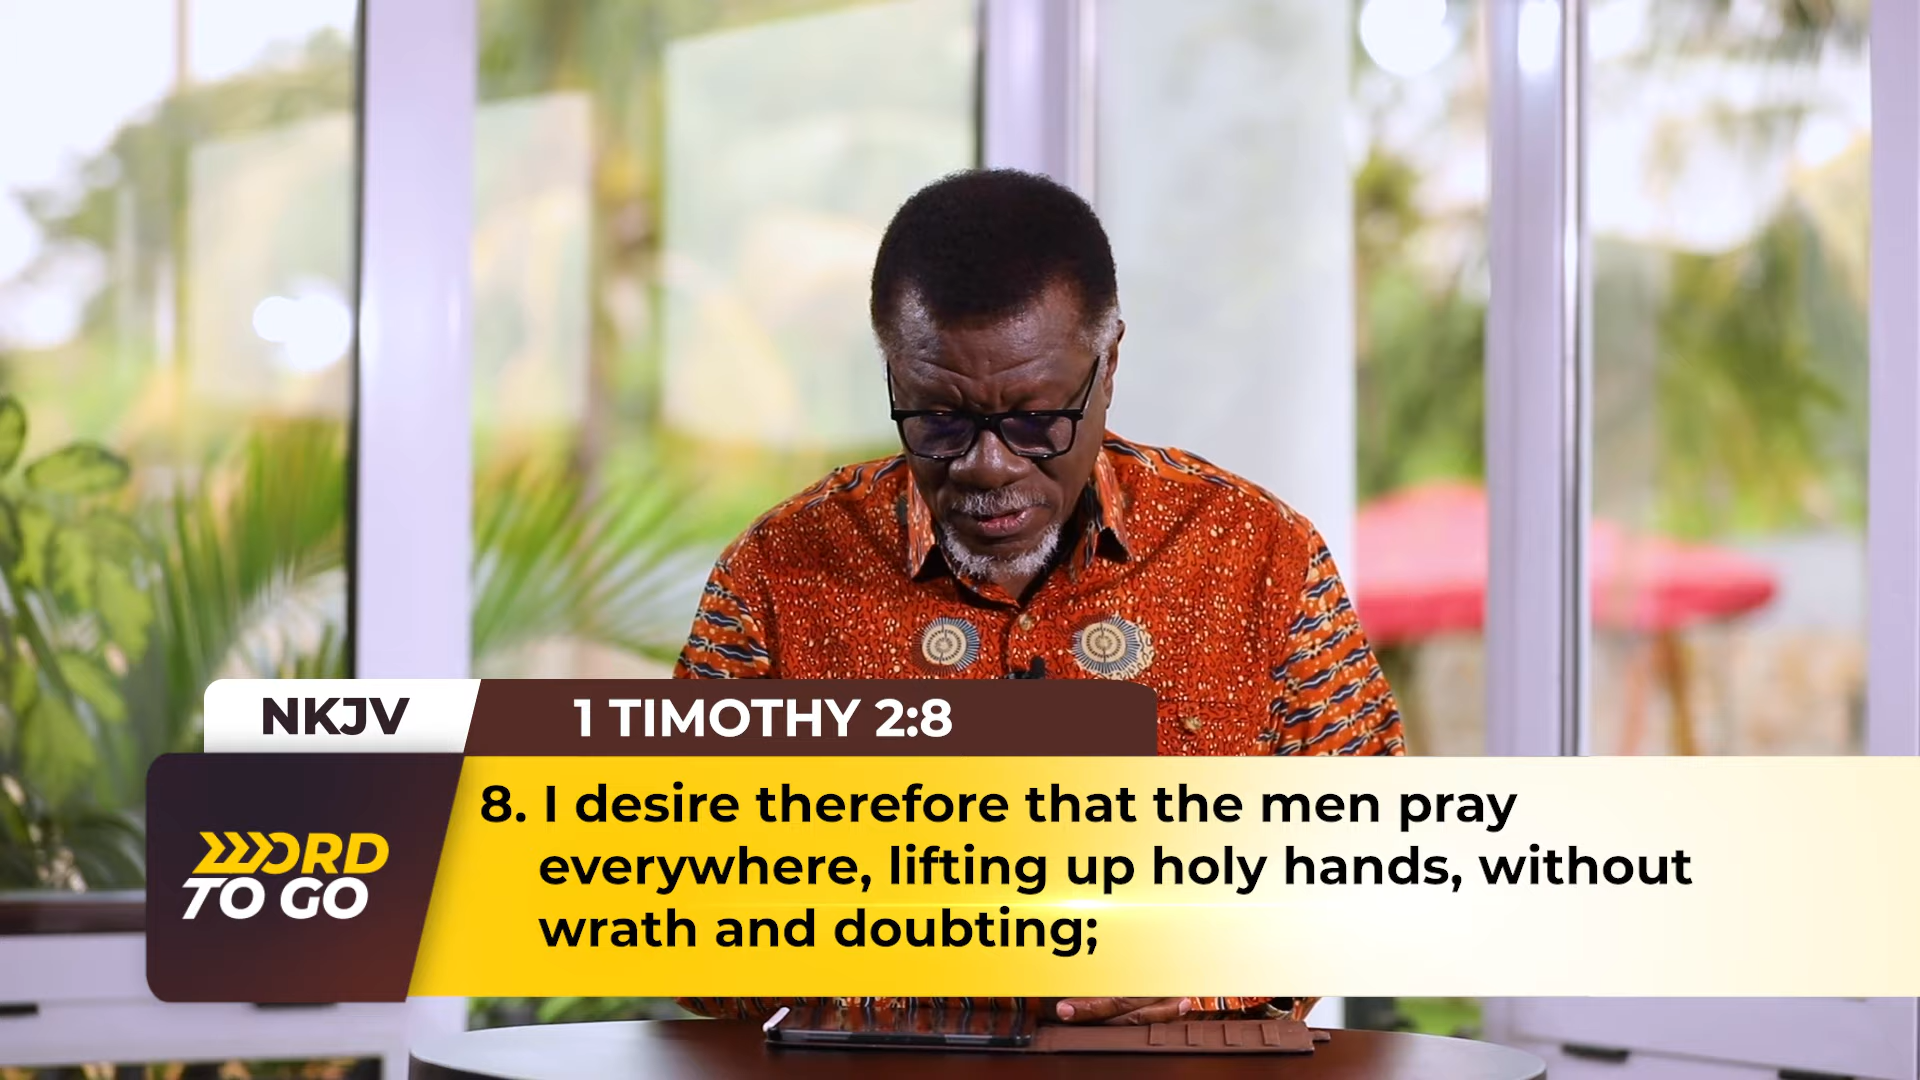 NKJV
1 TIMOTHY 2:8
8. I desire therefore that the men pray
everywhere, lifting up holy hands, without
wrath and doubting;
WORD
TO GO